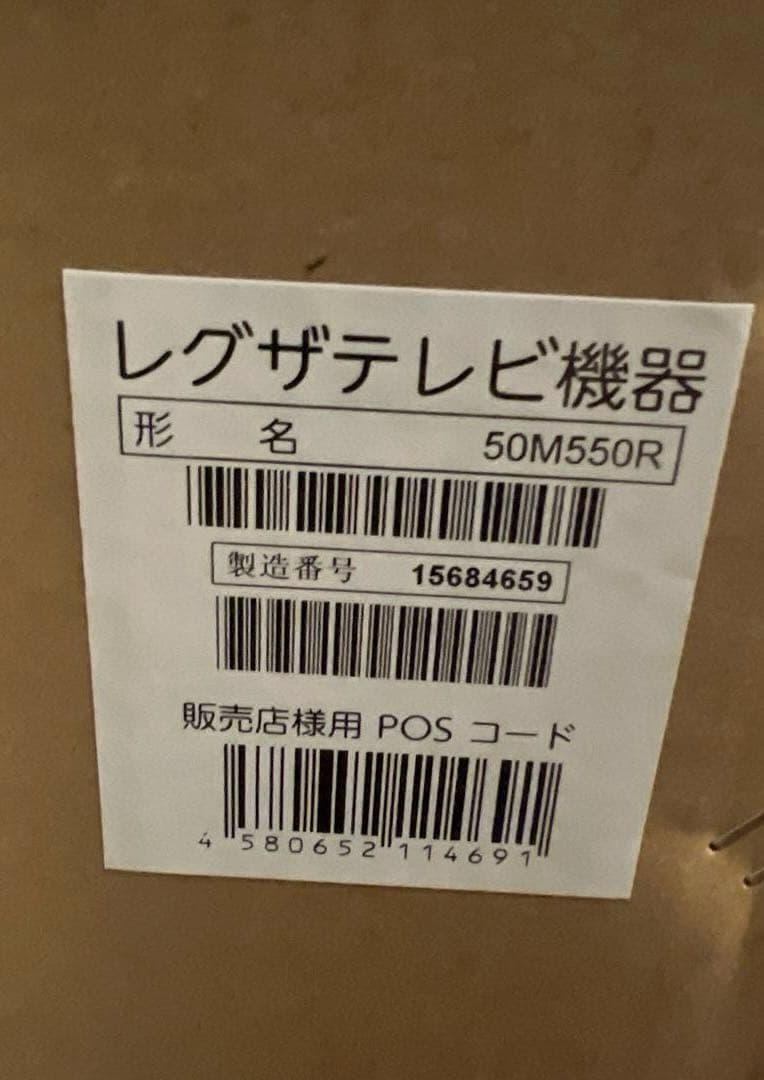 レグザテレビ機器
形 名 50M550R
製造番号 15684659
販売店様用 POS コード
4 580652 114691